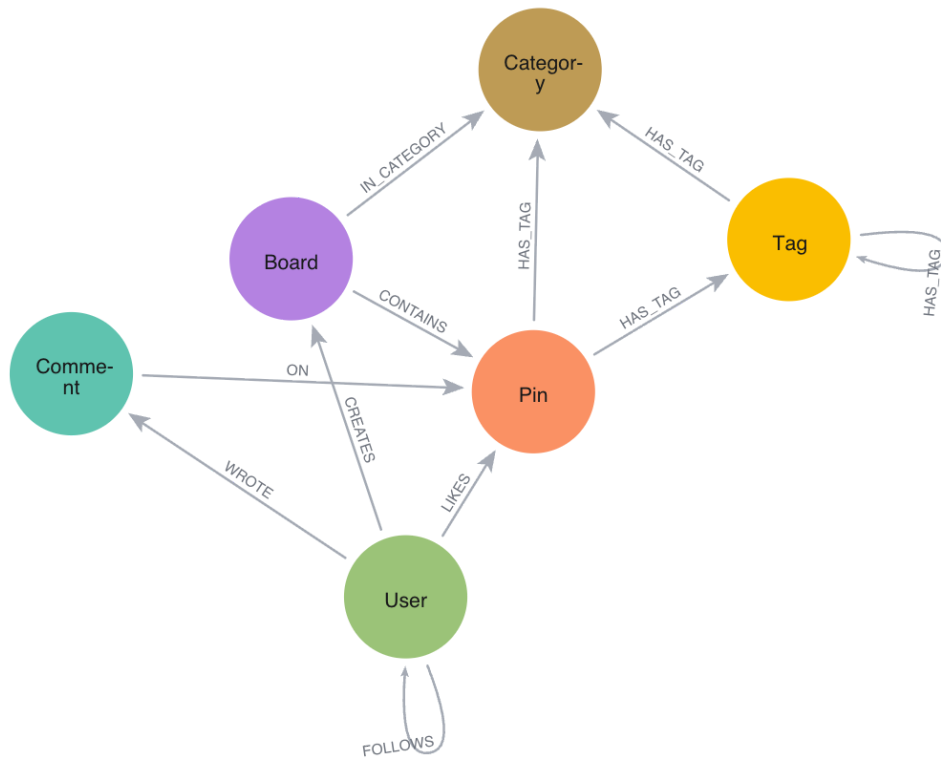 Categor-
y
IN_CATEGORY
HAS_TAG
HAS_TAG
Board
Tag
HAS_TAG
CONTAINS
HAS_TAG
Comme-
nt
ON
Pin
CREATES
WROTE
LIKES
User
FOLLOWS